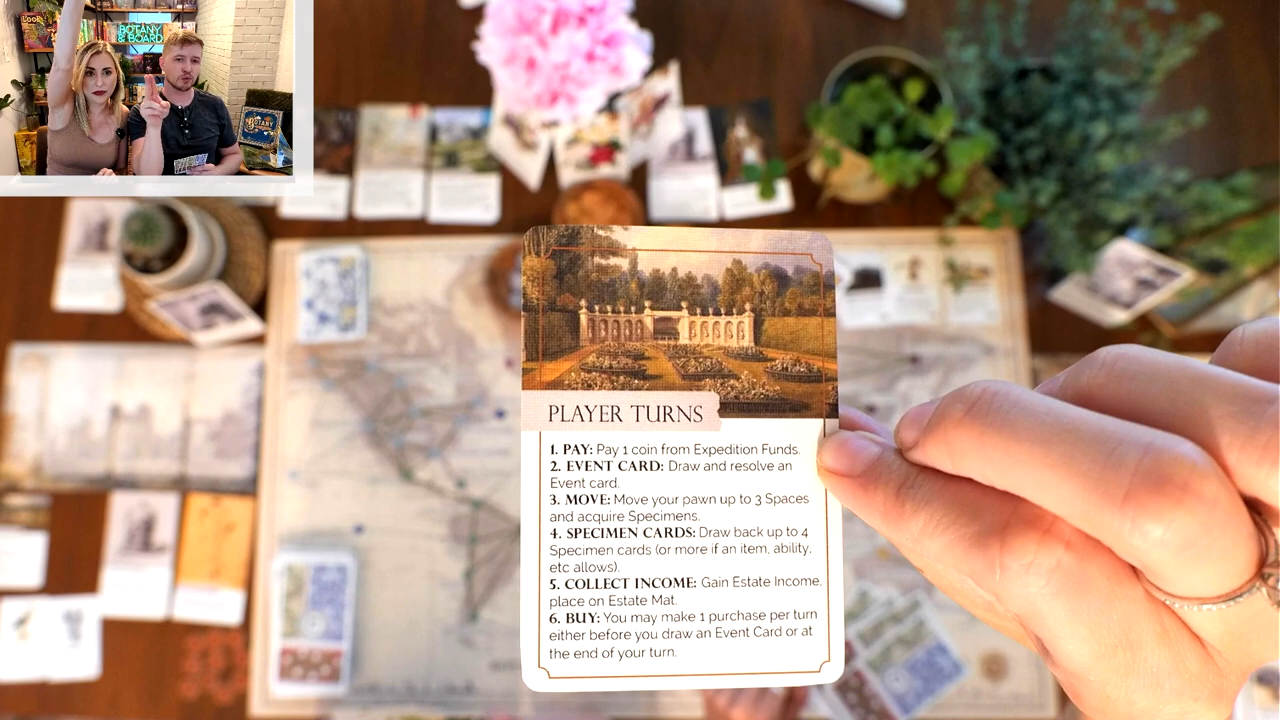 BOTANY
& BOARD
BOTANY
PLAYER TURNS
1. PAY: Pay 1 coin from Expedition Funds.
2. EVENT CARD: Draw and resolve an
Event card.
3. MOVE: Move your pawn up to 3 Spaces
and acquire Specimens.
4. SPECIMEN CARDS: Draw back up to 4
Specimen cards (or more if an item, ability,
etc allows).
5. COLLECT INCOME: Gain Estate Income,
place on Estate Mat.
6. BUY: You may make 1 purchase per turn
either before you draw an Event Card or at
the end of your turn.